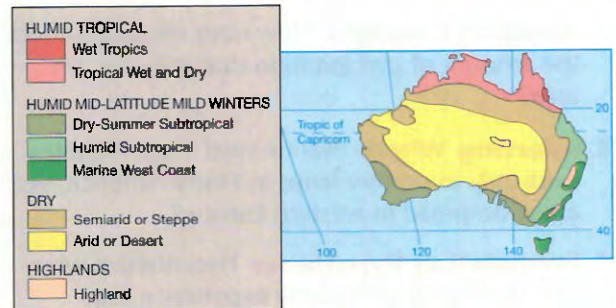 HUMID TROPICAL
Wet Tropics
Tropical Wet and Dry
HUMID MID-LATITUDE MILD WINTERS
Dry-Summer Subtropical
Humid Subtropical
Marine West Coast
DRY
Semiarid or Steppe
Arid or Desert
HIGHLANDS
Highland
20
Tropic of
Capricorn
40
100
120
140
20
40